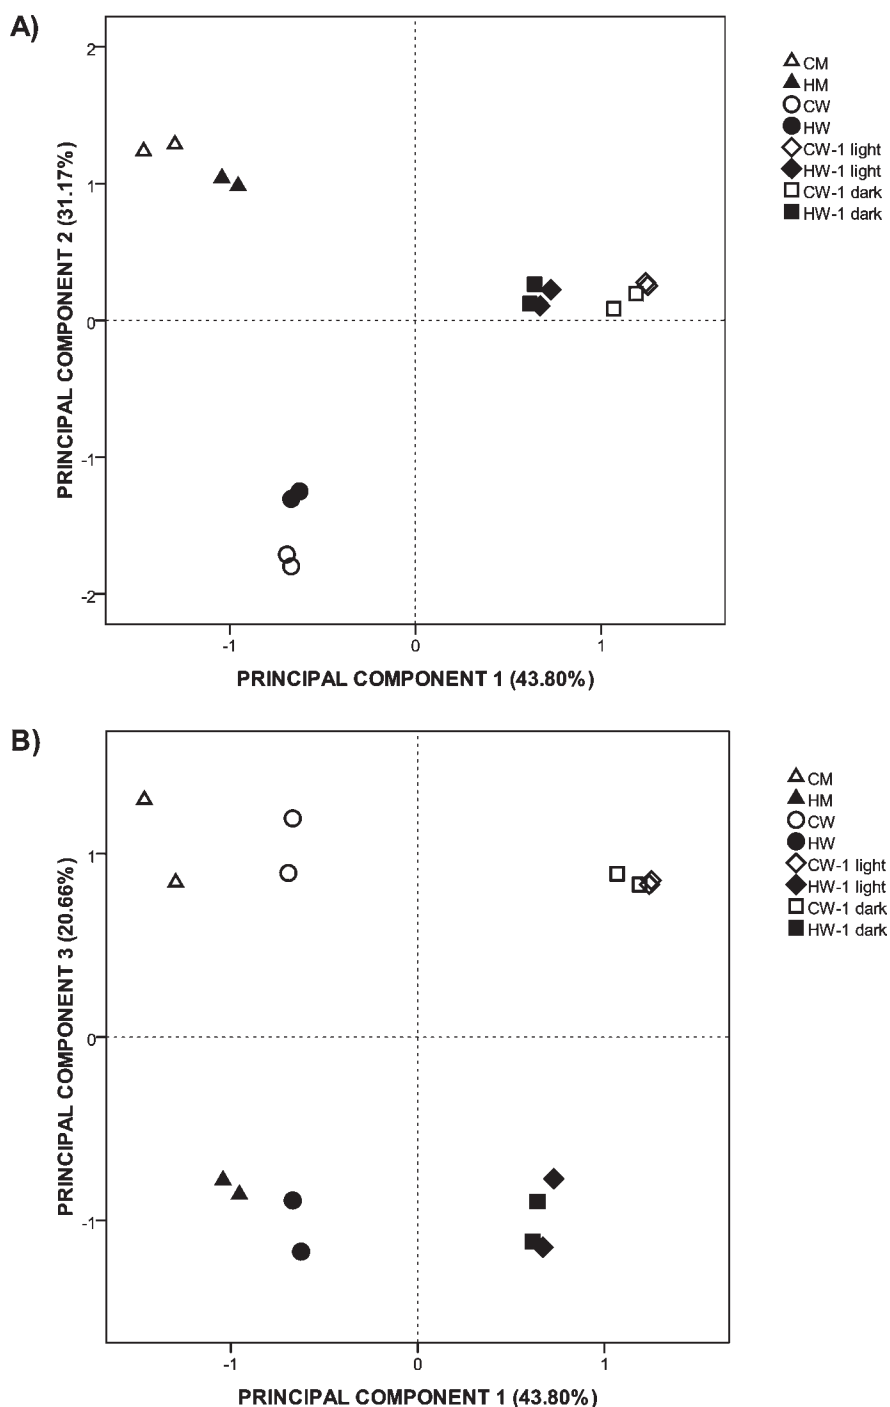 A)
PRINCIPAL COMPONENT 2 (31.17%)
2
1
0
-1
-2
-1
0
1
PRINCIPAL COMPONENT 1 (43.80%)
CM
HM
CW
HW
CW-1 light
HW-1 light
CW-1 dark
HW-1 dark
B)
PRINCIPAL COMPONENT 3 (20.66%)
1
0
-1
-1
0
1
PRINCIPAL COMPONENT 1 (43.80%)
CM
HM
CW
HW
CW-1 light
HW-1 light
CW-1 dark
HW-1 dark